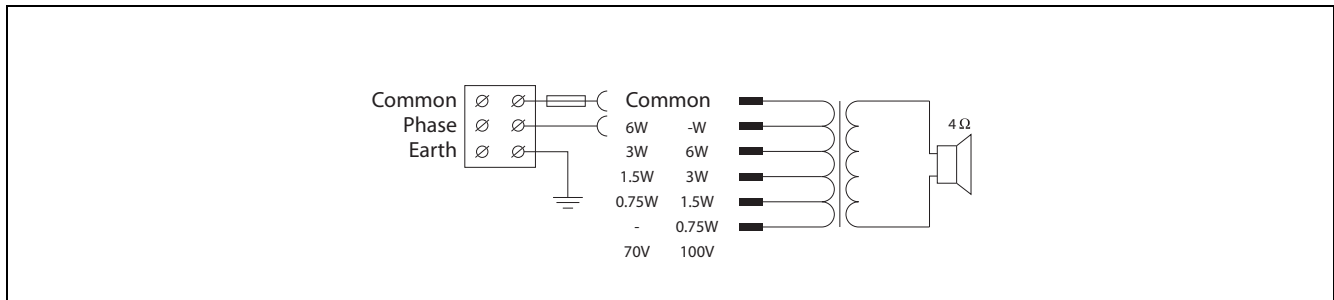 Common
Phase
Earth
Common
6W -W
3W 6W
1.5W 3W
0.75W 1.5W
- 0.75W
70V 100V
4 Ω